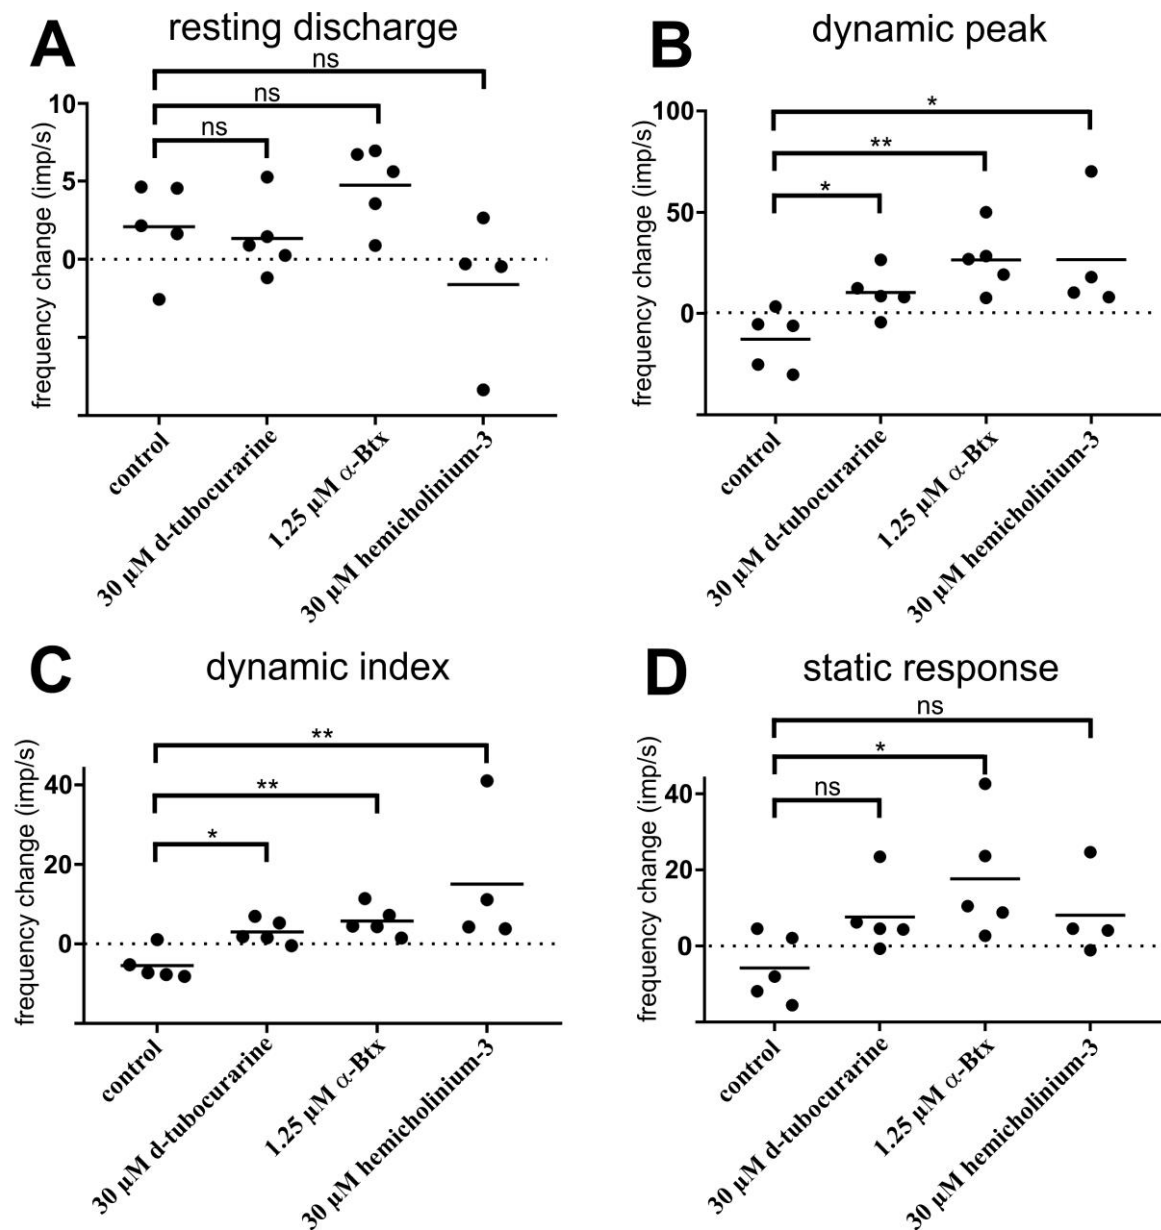 A
resting discharge
ns
ns
ns
10
5
0
frequency change (imp/s)
control
30 µM d-tubocurarine
1.25 µM α-Btx
30 µM hemicholinium-3
B
dynamic peak
*
**
*
100
50
0
frequency change (imp/s)
control
30 µM d-tubocurarine
1.25 µM α-Btx
30 µM hemicholinium-3
C
dynamic index
**
**
*
40
20
0
frequency change (imp/s)
control
30 µM d-tubocurarine
1.25 µM α-Btx
30 µM hemicholinium-3
D
static response
ns
*
ns
40
20
0
frequency change (imp/s)
control
30 µM d-tubocurarine
1.25 µM α-Btx
30 µM hemicholinium-3